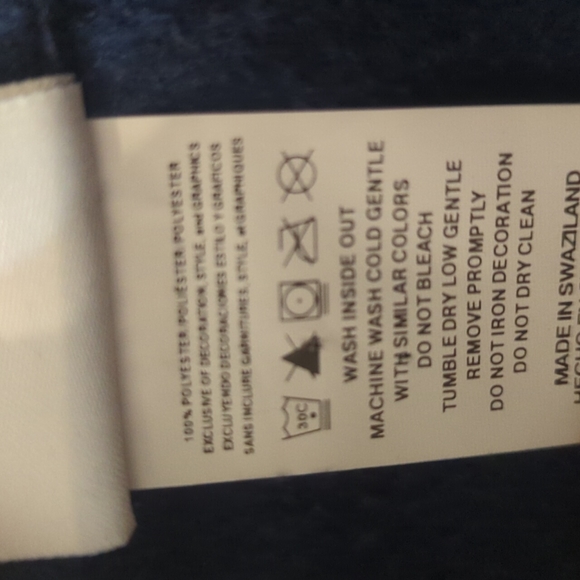 100% POLYESTER/POLIÉSTER/POLYESTER
EXCLUSIVE OF DECORATION, STYLE, and GRAPHICS
EXCLUYENDO DECORACIONES ESTILO Y GRAFICOS
SANS INCLURE GARNITURES, STYLE, et GRAPHIQUES
30C
WASH INSIDE OUT
MACHINE WASH COLD GENTLE
WITH SIMILAR COLORS
DO NOT BLEACH
TUMBLE DRY LOW GENTLE
REMOVE PROMPTLY
DO NOT IRON DECORATION
DO NOT DRY CLEAN
MADE IN SWAZILAND